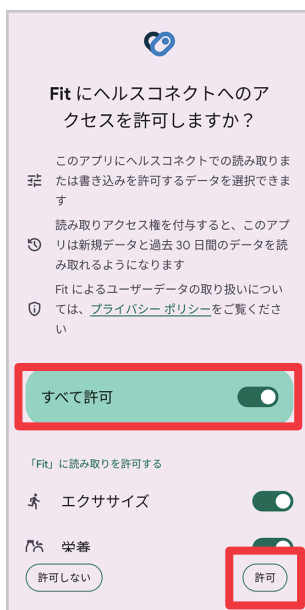 Fit にヘルスコネクトへのア
クセスを許可しますか？
このアプリにヘルスコネクトでの読み取りま
たは書き込みを許可するデータを選択できま
す
読み取りアクセス権を付与すると、このアプ
リは新規データと過去 30 日間のデータを読
み取れるようになります
Fit によるユーザーデータの取り扱いについ
ては、プライバシー ポリシーをご覧くださ
い
すべて許可
「Fit」に読み取りを許可する
エクササイズ
栄養
許可しない
許可